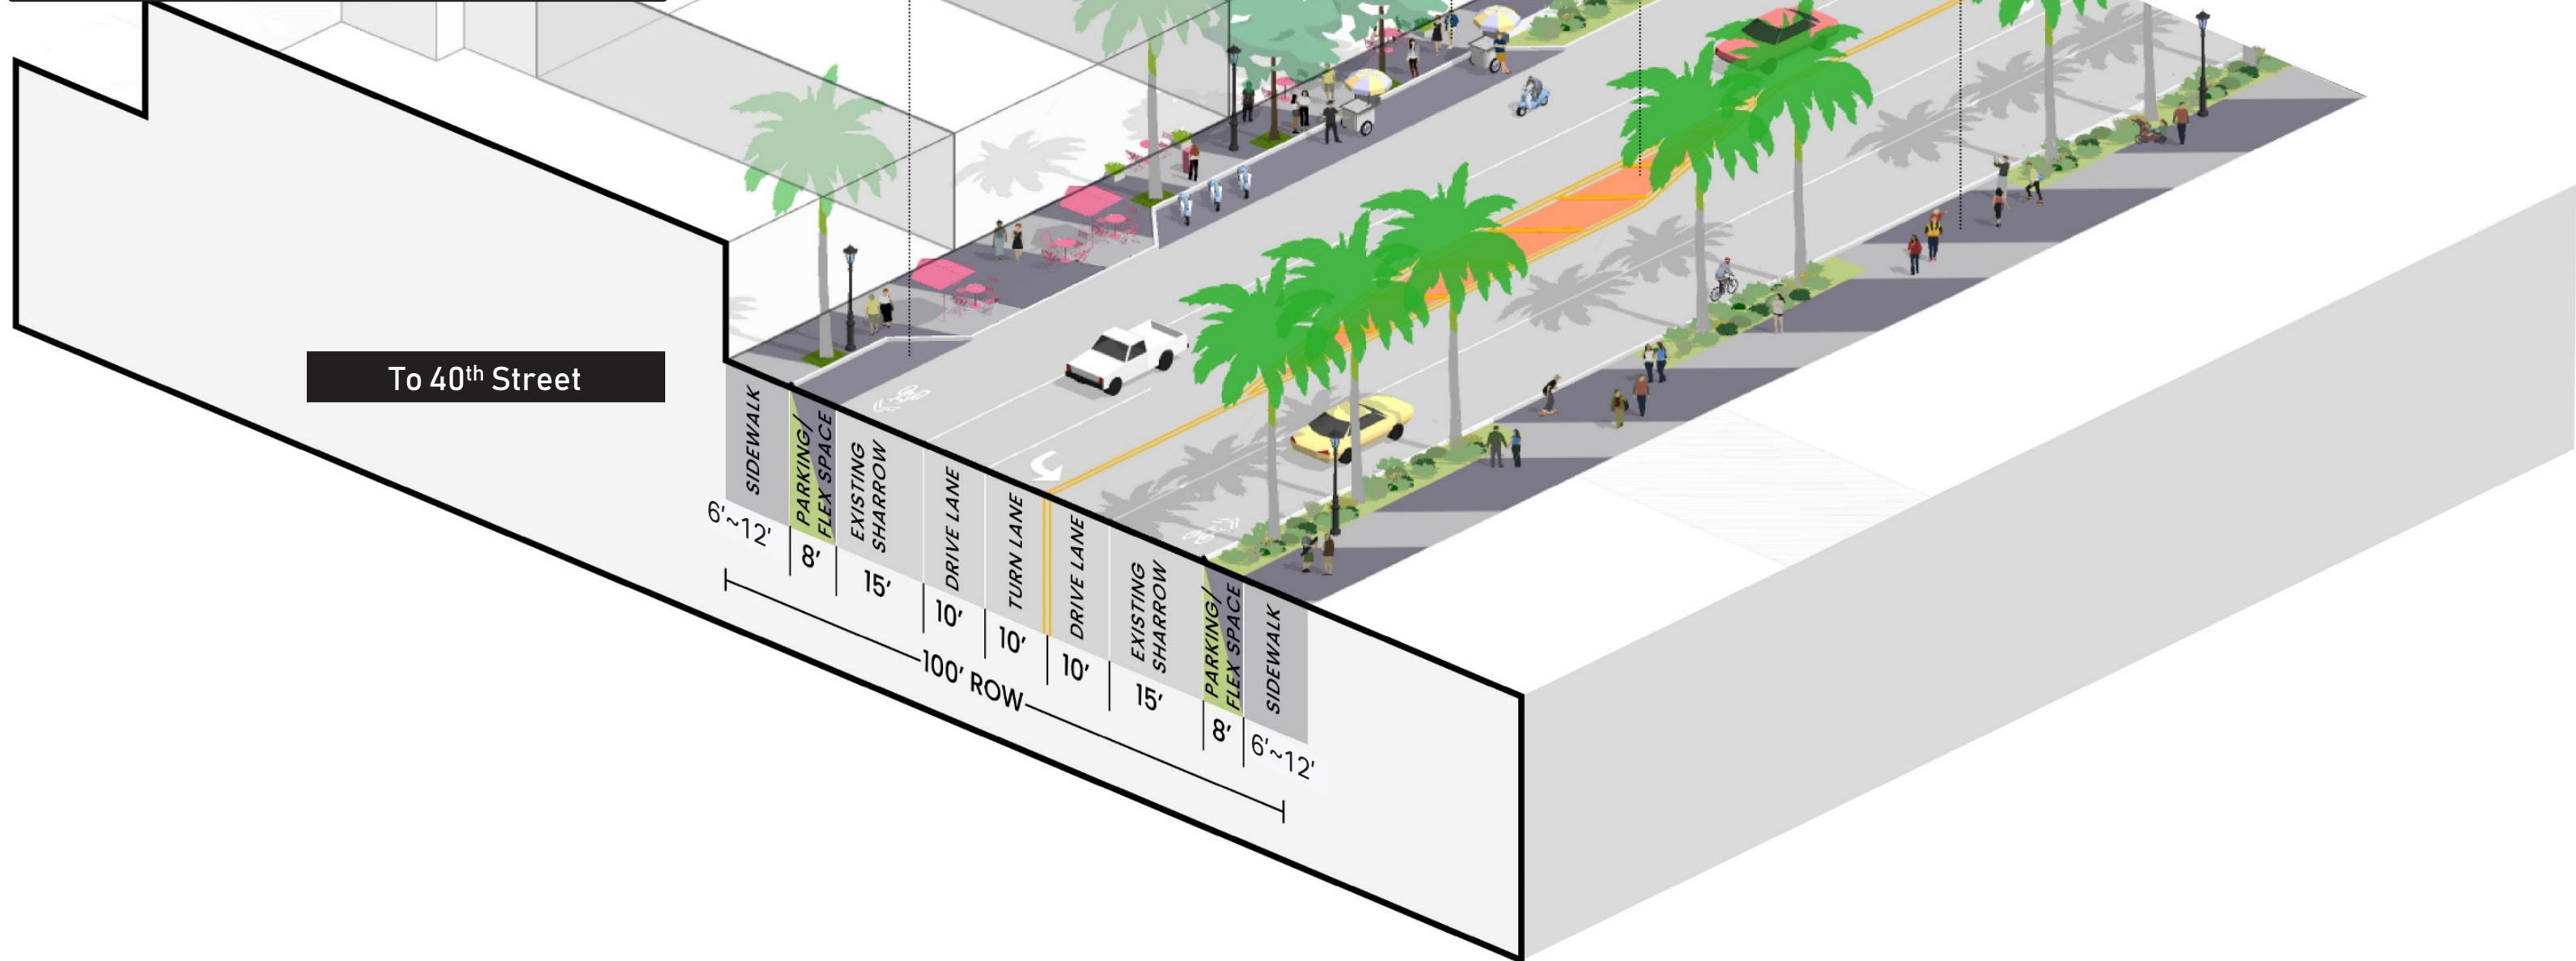 To 40th Street
SIDEWALK
PARKING/
FLEX SPACE
EXISTING
SHARROW
DRIVE LANE
TURN LANE
DRIVE LANE
EXISTING
SHARROW
PARKING/
FLEX SPACE
SIDEWALK
6'~12'
8'
15'
10'
10'
10'
15'
8'
6'~12'
100' ROW